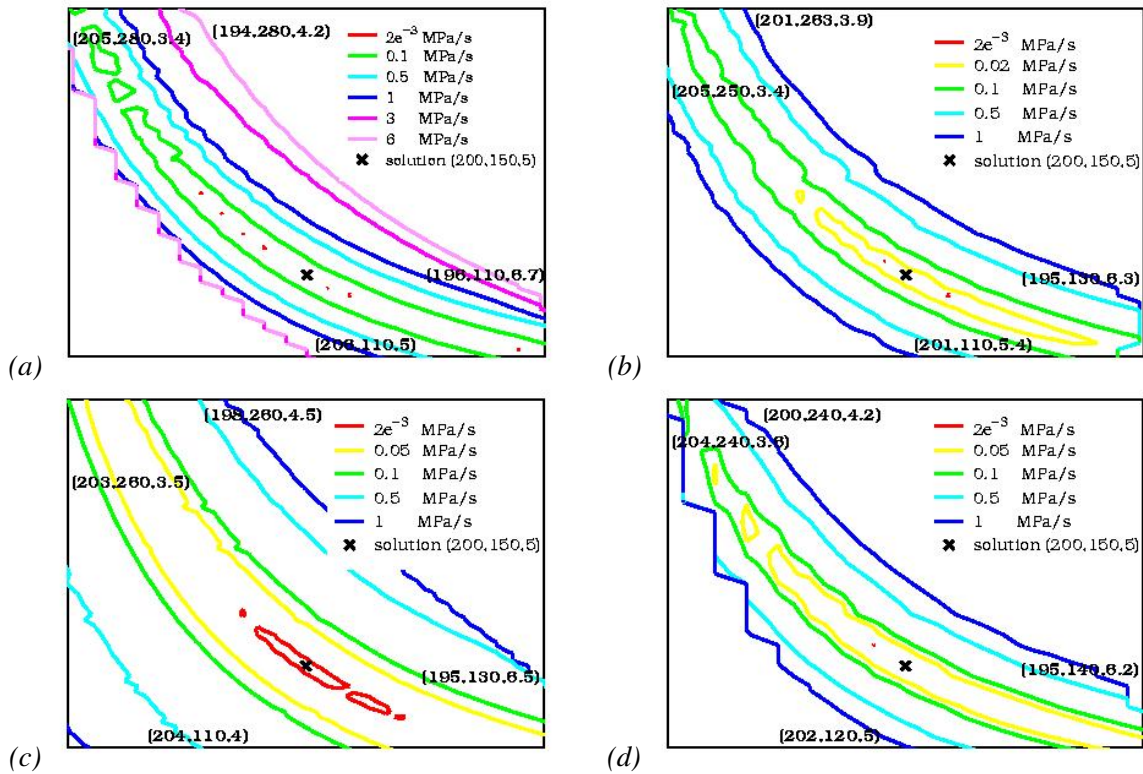 (205,280,3.4)
(194,280,4.2)
2e⁻³ MPa/s
0.1 MPa/s
0.5 MPa/s
1 MPa/s
3 MPa/s
6 MPa/s
solution (200,150,5)
(196,110,6.7)
(203,110,5)
(a)
(201,263,3.9)
(205,250,3.4)
2e⁻³ MPa/s
0.02 MPa/s
0.1 MPa/s
0.5 MPa/s
1 MPa/s
solution (200,150,5)
(195,130,6.3)
(201,110,5.4)
(b)
(198,260,4.5)
(203,260,3.5)
2e⁻³ MPa/s
0.05 MPa/s
0.1 MPa/s
0.5 MPa/s
1 MPa/s
solution (200,150,5)
(195,130,6.5)
(204,110,4)
(c)
(200,240,4.2)
(204,240,3.6)
2e⁻³ MPa/s
0.05 MPa/s
0.1 MPa/s
0.5 MPa/s
1 MPa/s
solution (200,150,5)
(195,140,6.2)
(202,120,5)
(d)